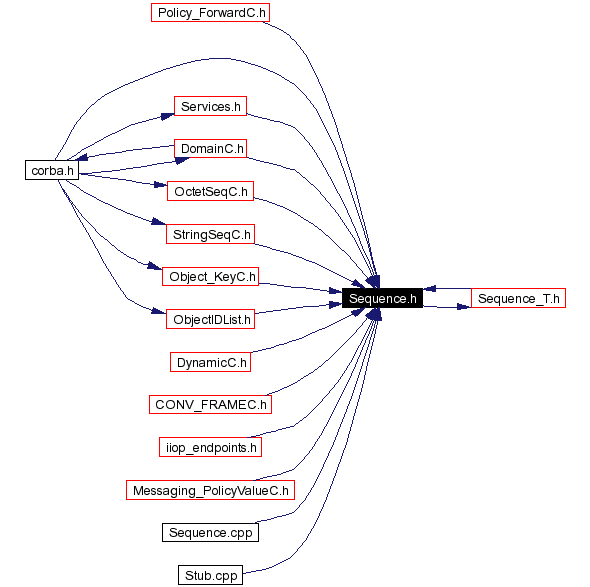 Policy_ForwardC.h
Services.h
DomainC.h
corba.h
OctetSeqC.h
StringSeqC.h
Object_KeyC.h
Sequence.h
Sequence_T.h
ObjectIDList.h
DynamicC.h
CONV_FRAMEC.h
iiop_endpoints.h
Messaging_PolicyValueC.h
Sequence.cpp
Stub.cpp